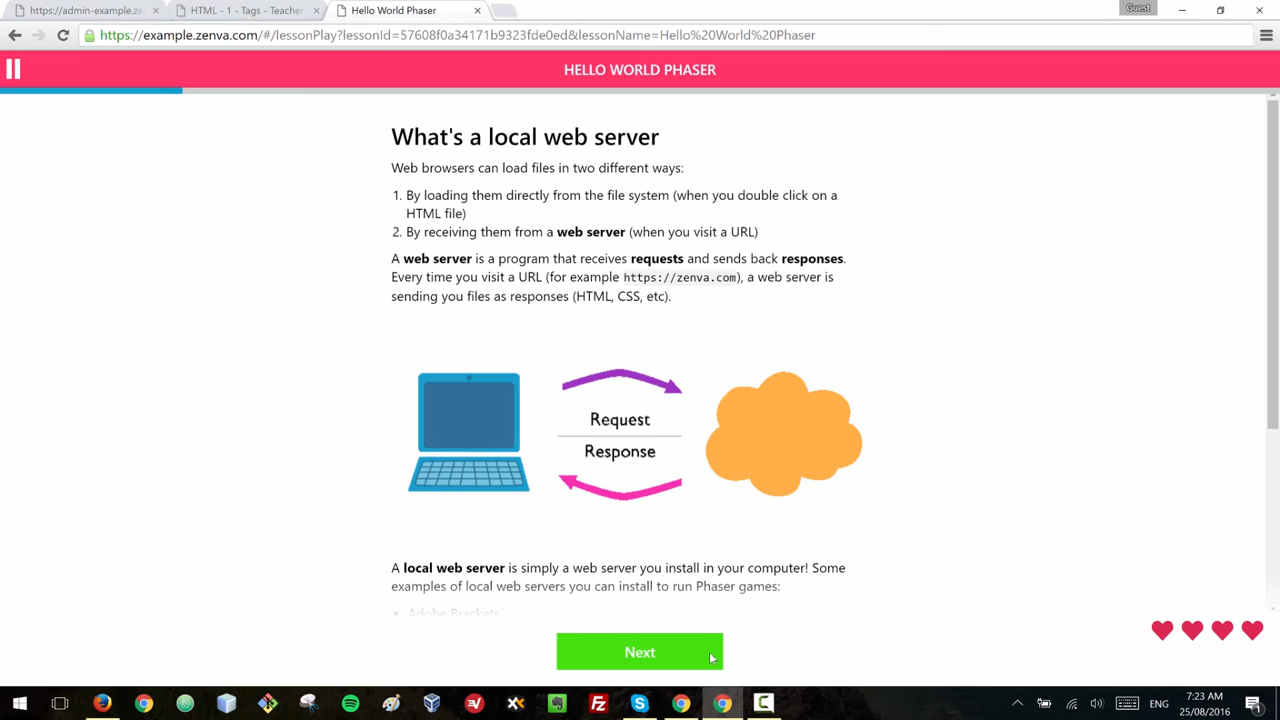 https://admin-example.ze
HTML - 1 - Tags - Teacher
Hello World Phaser
Guest
https://example.zenva.com/#/lessonPlay?lessonId=57608f0a34171b9323fde0ed&lessonName=Hello%20World%20Phaser
HELLO WORLD PHASER
What's a local web server
Web browsers can load files in two different ways:
1. By loading them directly from the file system (when you double click on a
HTML file)
2. By receiving them from a web server (when you visit a URL)
A web server is a program that receives requests and sends back responses.
Every time you visit a URL (for example https://zenva.com), a web server is
sending you files as responses (HTML, CSS, etc).
Request
Response
A local web server is simply a web server you install in your computer! Some
examples of local web servers you can install to run Phaser games:
• Adobe Brackets
Next
7:23 AM
ENG
25/08/2016
1